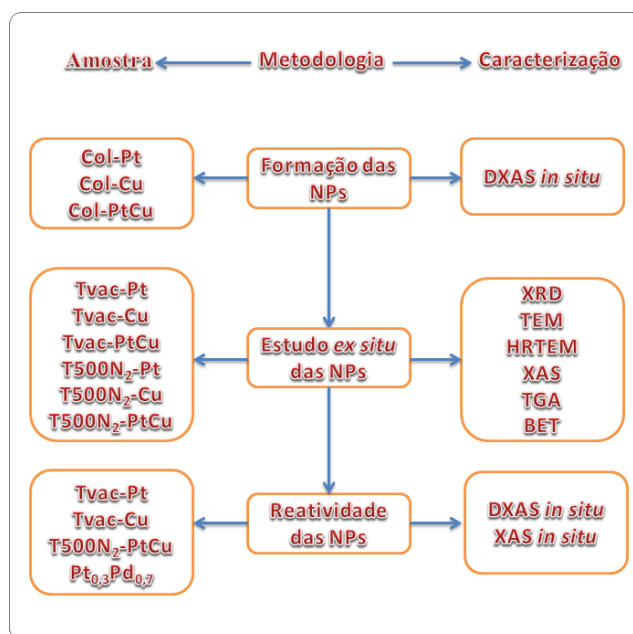 Amostra Metodologia Caracterização
Col-Pt
Col-Cu
Col-PtCu
Formação das
NPs
DXAS in situ
Tvac-Pt
Tvac-Cu
Tvac-PtCu
T500N₂-Pt
T500N₂-Cu
T500N₂-PtCu
Estudo ex situ
das NPs
XRD
TEM
HRTEM
XAS
TGA
BET
Tvac-Pt
Tvac-Cu
T500N₂-PtCu
Pt₀,₃Pd₀,₇
Reatividade
das NPs
DXAS in situ
XAS in situ